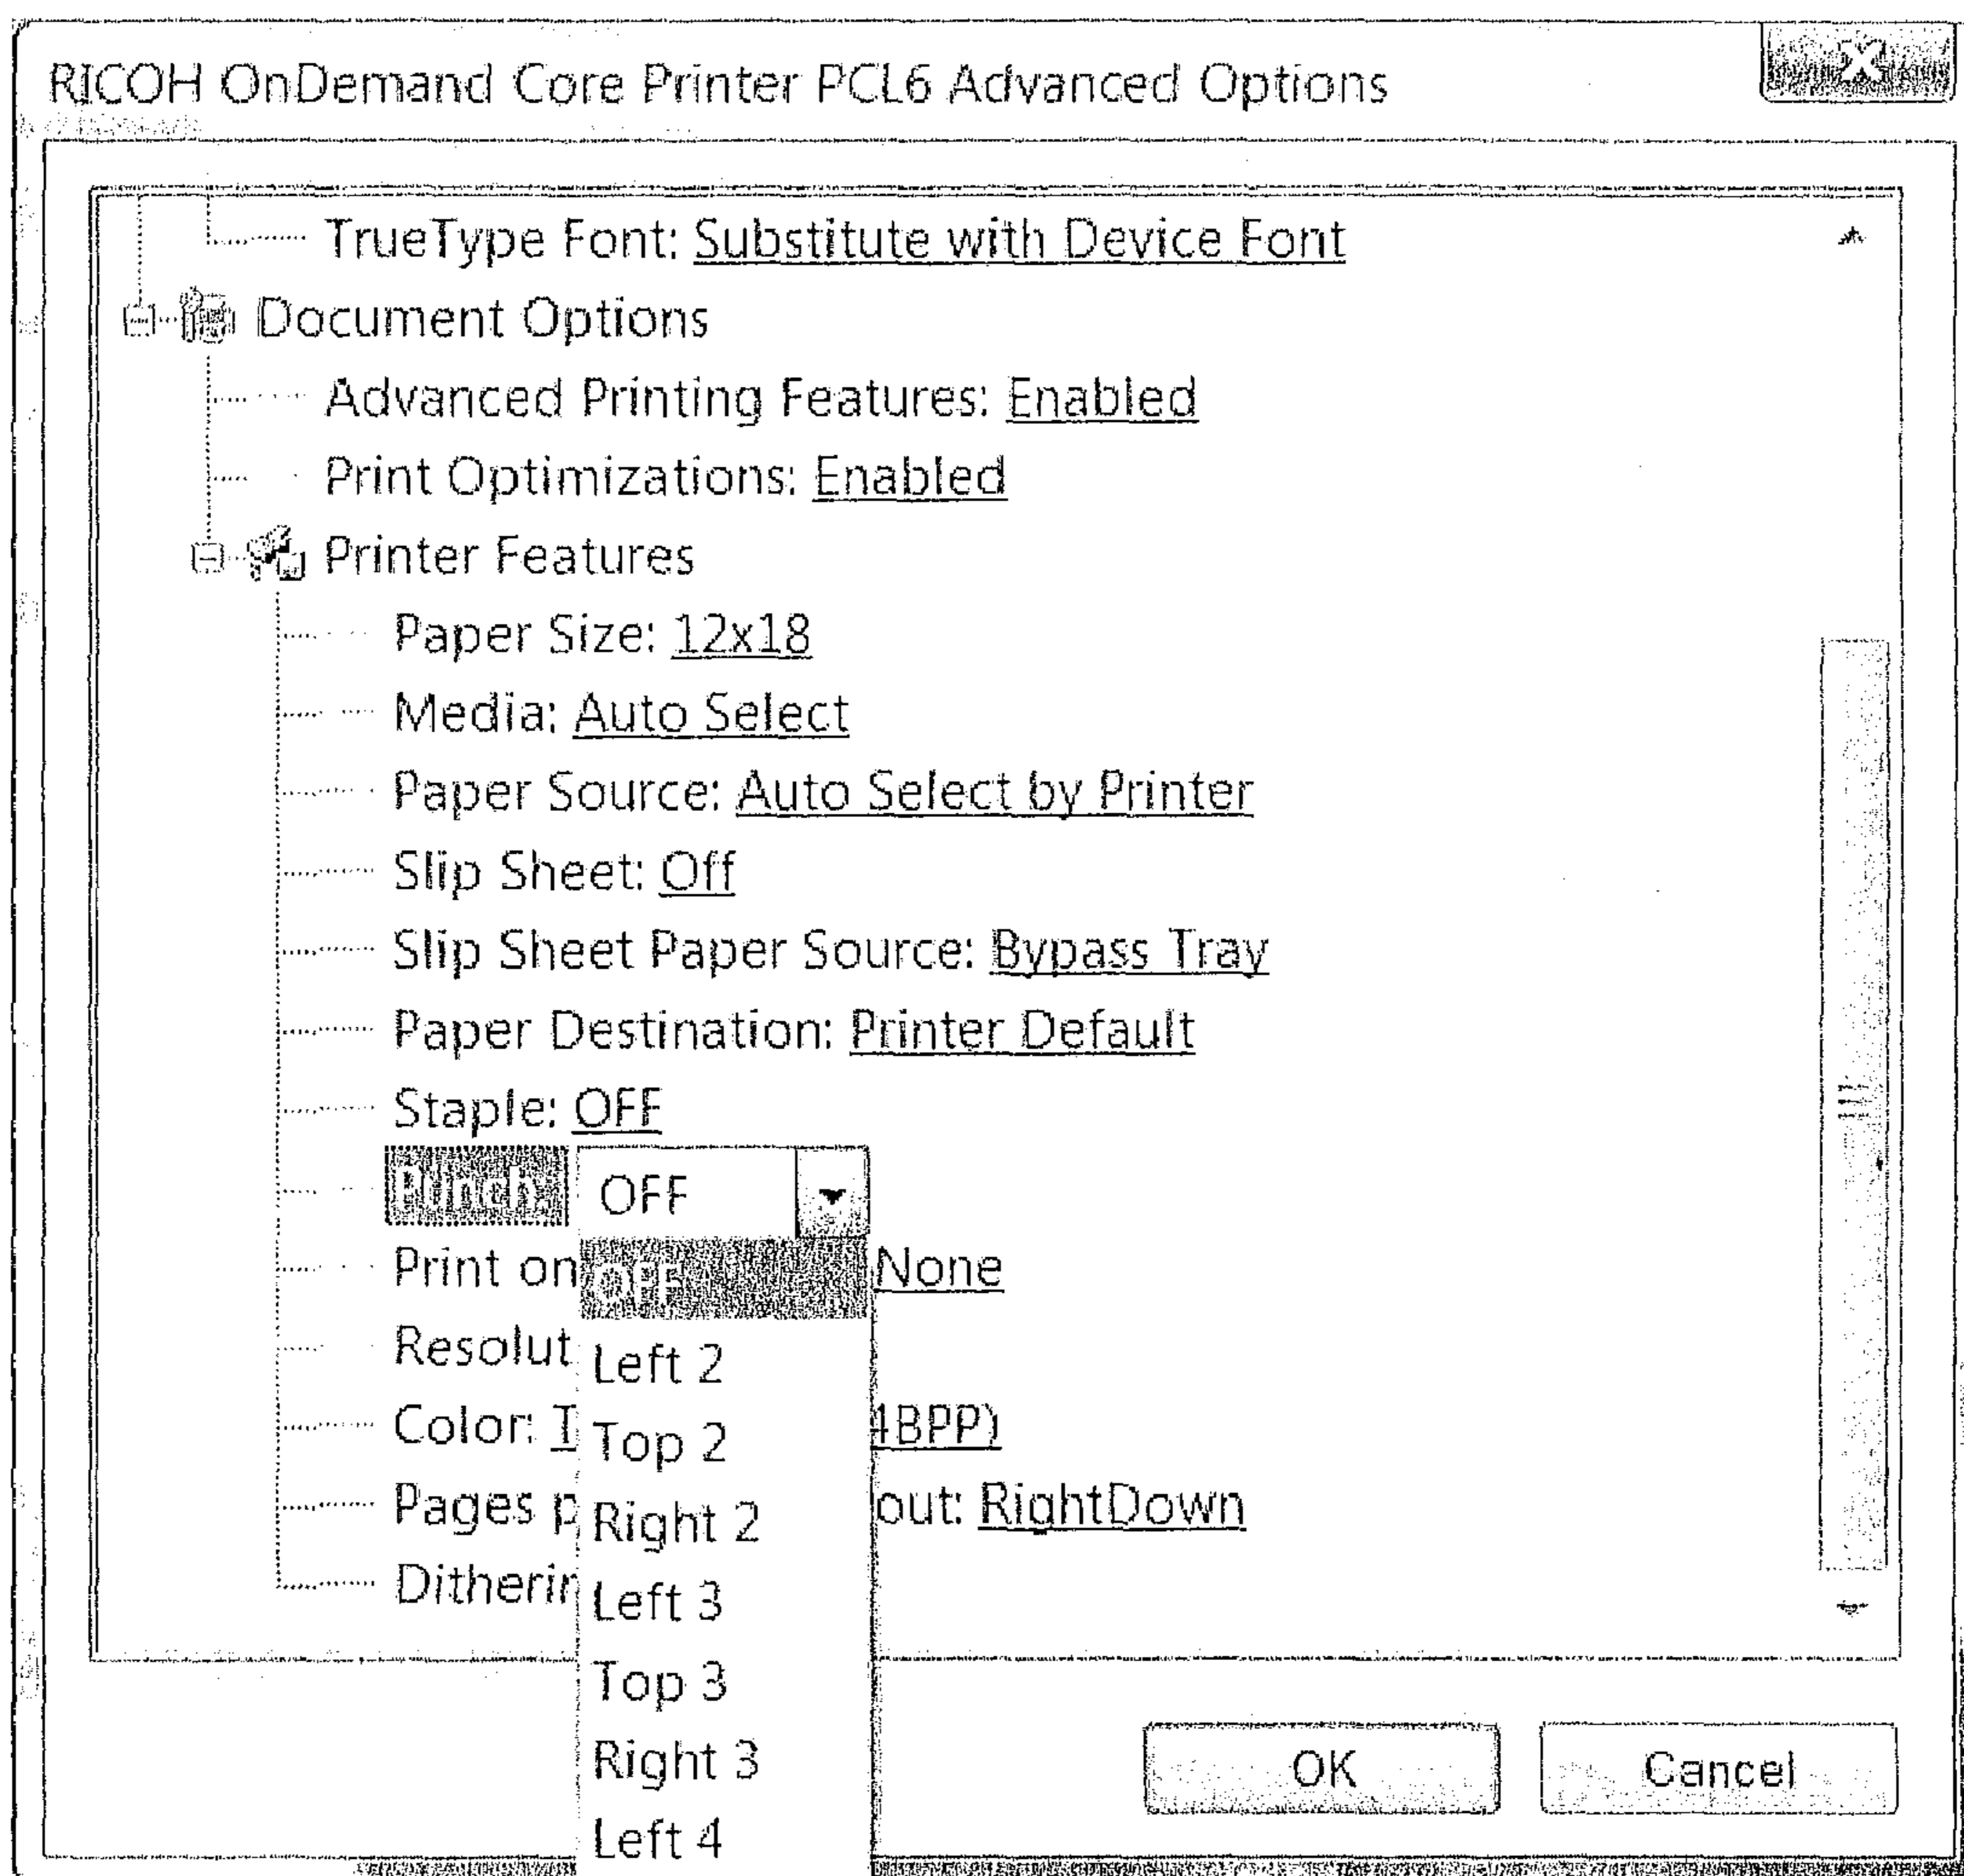 RICOH OnDemand Core Printer PCL6 Advanced Options
X
TrueType Font: Substitute with Device Font
Document Options
Advanced Printing Features: Enabled
Print Optimizations: Enabled
Printer Features
Paper Size: 12x18
Media: Auto Select
Paper Source: Auto Select by Printer
Slip Sheet: Off
Slip Sheet Paper Source: Bypass Tray
Paper Destination: Printer Default
Staple: OFF
Punch: OFF
Print on None
OFF
Resolut
Left 2
Color: T 4BPP)
Top 2
Pages p out: RightDown
Right 2
Ditherin
Left 3
Top 3
Right 3
Left 4
OK
Cancel